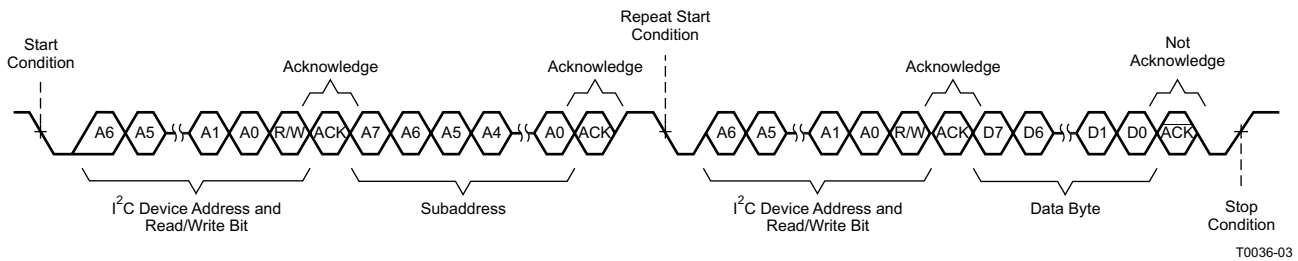 Repeat Start
Condition
Start
Condition
Not
Acknowledge
Acknowledge
Acknowledge
Acknowledge
A6 A5 A1 A0 R/W ACK A7 A6 A5 A4 A0 ACK A6 A5 A1 A0 R/W ACK D7 D6 D1 D0 ACK
I²C Device Address and
Read/Write Bit
Subaddress
I²C Device Address and
Read/Write Bit
Data Byte
Stop
Condition
T0036-03